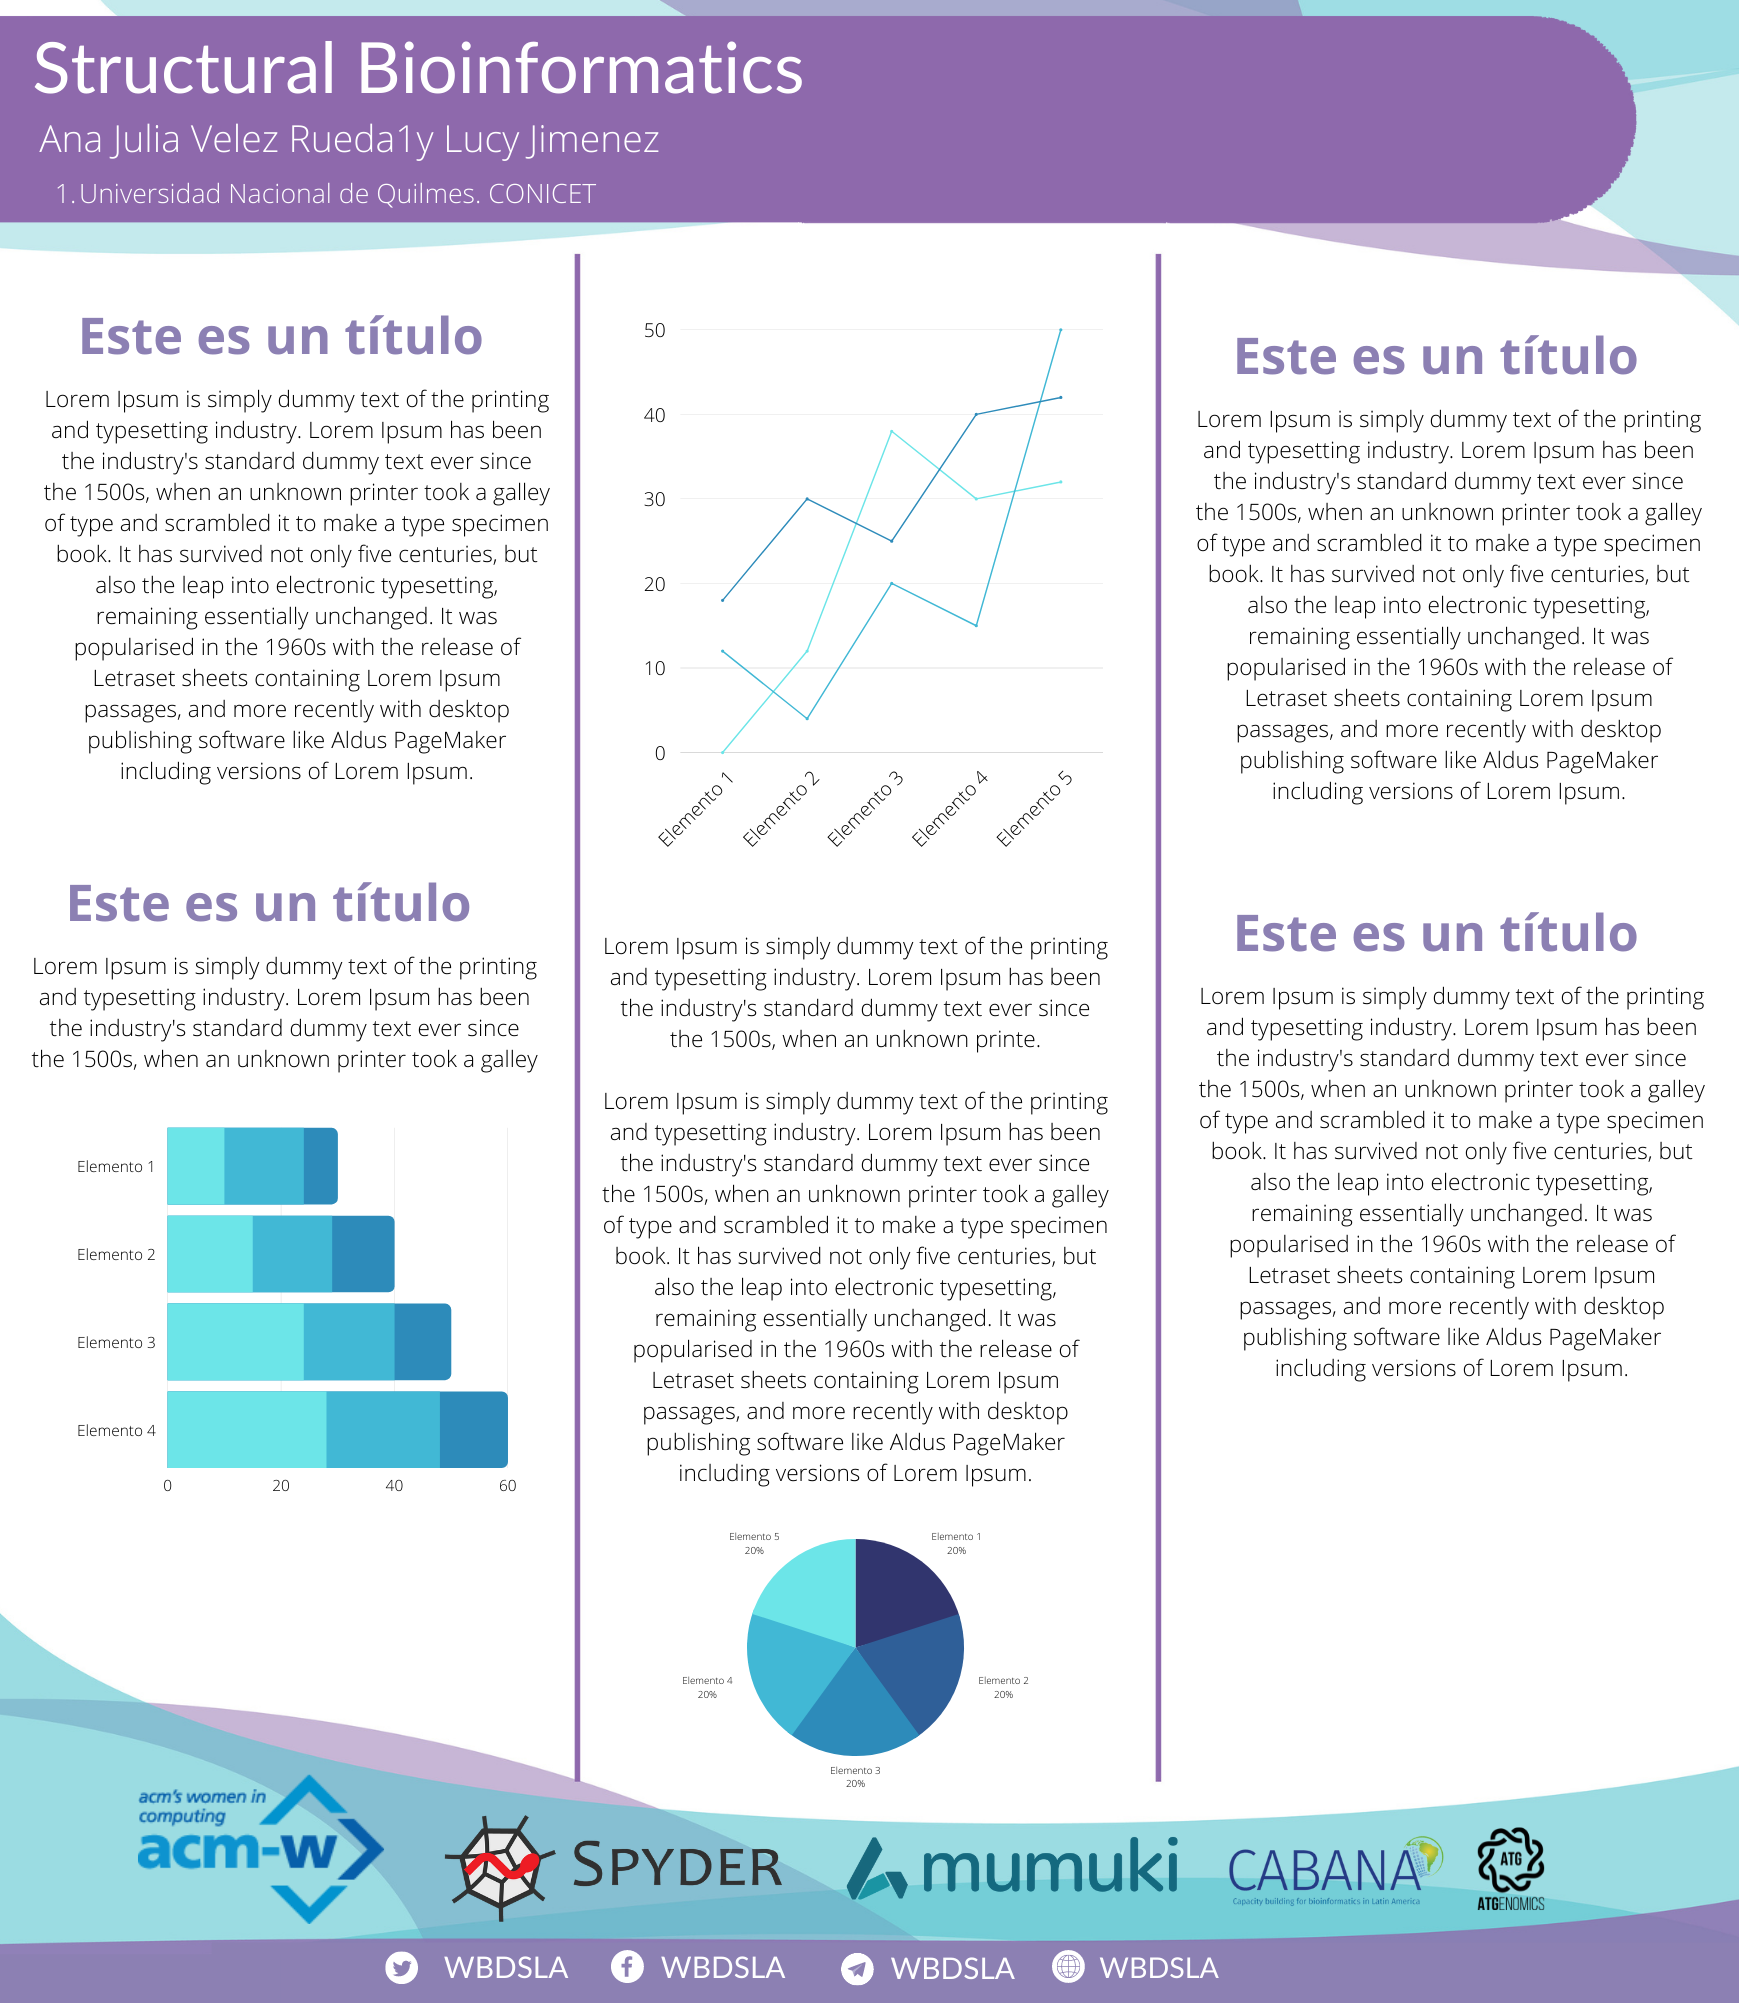 Structural Bioinformatics
Ana Julia Velez Rueda1y Lucy Jimenez
1. Universidad Nacional de Quilmes. CONICET
Este es un título
Lorem Ipsum is simply dummy text of the printing
and typesetting industry. Lorem Ipsum has been
the industry's standard dummy text ever since
the 1500s, when an unknown printer took a galley
of type and scrambled it to make a type specimen
book. It has survived not only five centuries, but
also the leap into electronic typesetting,
remaining essentially unchanged. It was
popularised in the 1960s with the release of
Letraset sheets containing Lorem Ipsum
passages, and more recently with desktop
publishing software like Aldus PageMaker
including versions of Lorem Ipsum.
Este es un título
Lorem Ipsum is simply dummy text of the printing
and typesetting industry. Lorem Ipsum has been
the industry's standard dummy text ever since
the 1500s, when an unknown printer took a galley
Elemento 1
Elemento 2
Elemento 3
Elemento 4
0 20 40 60
50
40
30
20
10
0
Elemento 1 Elemento 2 Elemento 3 Elemento 4 Elemento 5
Lorem Ipsum is simply dummy text of the printing
and typesetting industry. Lorem Ipsum has been
the industry's standard dummy text ever since
the 1500s, when an unknown printe.
Lorem Ipsum is simply dummy text of the printing
and typesetting industry. Lorem Ipsum has been
the industry's standard dummy text ever since
the 1500s, when an unknown printer took a galley
of type and scrambled it to make a type specimen
book. It has survived not only five centuries, but
also the leap into electronic typesetting,
remaining essentially unchanged. It was
popularised in the 1960s with the release of
Letraset sheets containing Lorem Ipsum
passages, and more recently with desktop
publishing software like Aldus PageMaker
including versions of Lorem Ipsum.
Elemento 5
20%
Elemento 1
20%
Elemento 4
20%
Elemento 2
20%
Elemento 3
20%
Este es un título
Lorem Ipsum is simply dummy text of the printing
and typesetting industry. Lorem Ipsum has been
the industry's standard dummy text ever since
the 1500s, when an unknown printer took a galley
of type and scrambled it to make a type specimen
book. It has survived not only five centuries, but
also the leap into electronic typesetting,
remaining essentially unchanged. It was
popularised in the 1960s with the release of
Letraset sheets containing Lorem Ipsum
passages, and more recently with desktop
publishing software like Aldus PageMaker
including versions of Lorem Ipsum.
Este es un título
Lorem Ipsum is simply dummy text of the printing
and typesetting industry. Lorem Ipsum has been
the industry's standard dummy text ever since
the 1500s, when an unknown printer took a galley
of type and scrambled it to make a type specimen
book. It has survived not only five centuries, but
also the leap into electronic typesetting,
remaining essentially unchanged. It was
popularised in the 1960s with the release of
Letraset sheets containing Lorem Ipsum
passages, and more recently with desktop
publishing software like Aldus PageMaker
including versions of Lorem Ipsum.
acm's women in
computing
acm-w
SPYDER
mumuki
CABANA
Capacity building for bioinformatics in Latin America
ATG
ATGENOMICS
WBDSLA WBDSLA WBDSLA WBDSLA